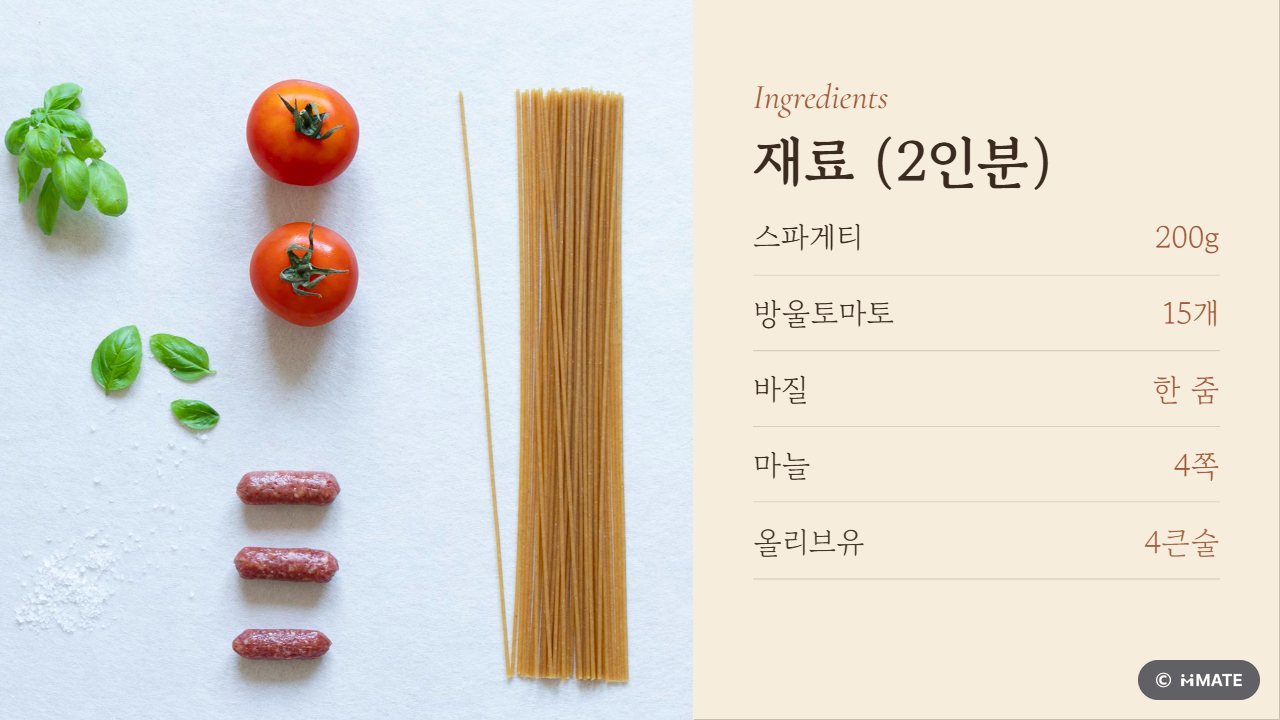 Ingredients
재료 (2인분)
스파게티 200g
방울토마토 15개
바질 한 줌
마늘 4쪽
올리브유 4큰술
© MMATE